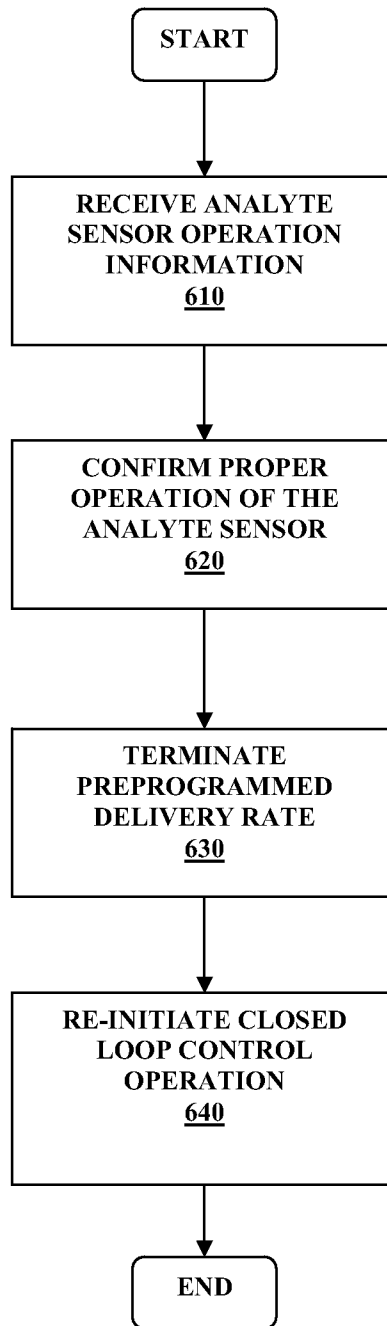 START
RECEIVE ANALYTE
SENSOR OPERATION
INFORMATION
610
CONFIRM PROPER
OPERATION OF THE
ANALYTE SENSOR
620
TERMINATE
PREPROGRAMMED
DELIVERY RATE
630
RE-INITIATE CLOSED
LOOP CONTROL
OPERATION
640
END